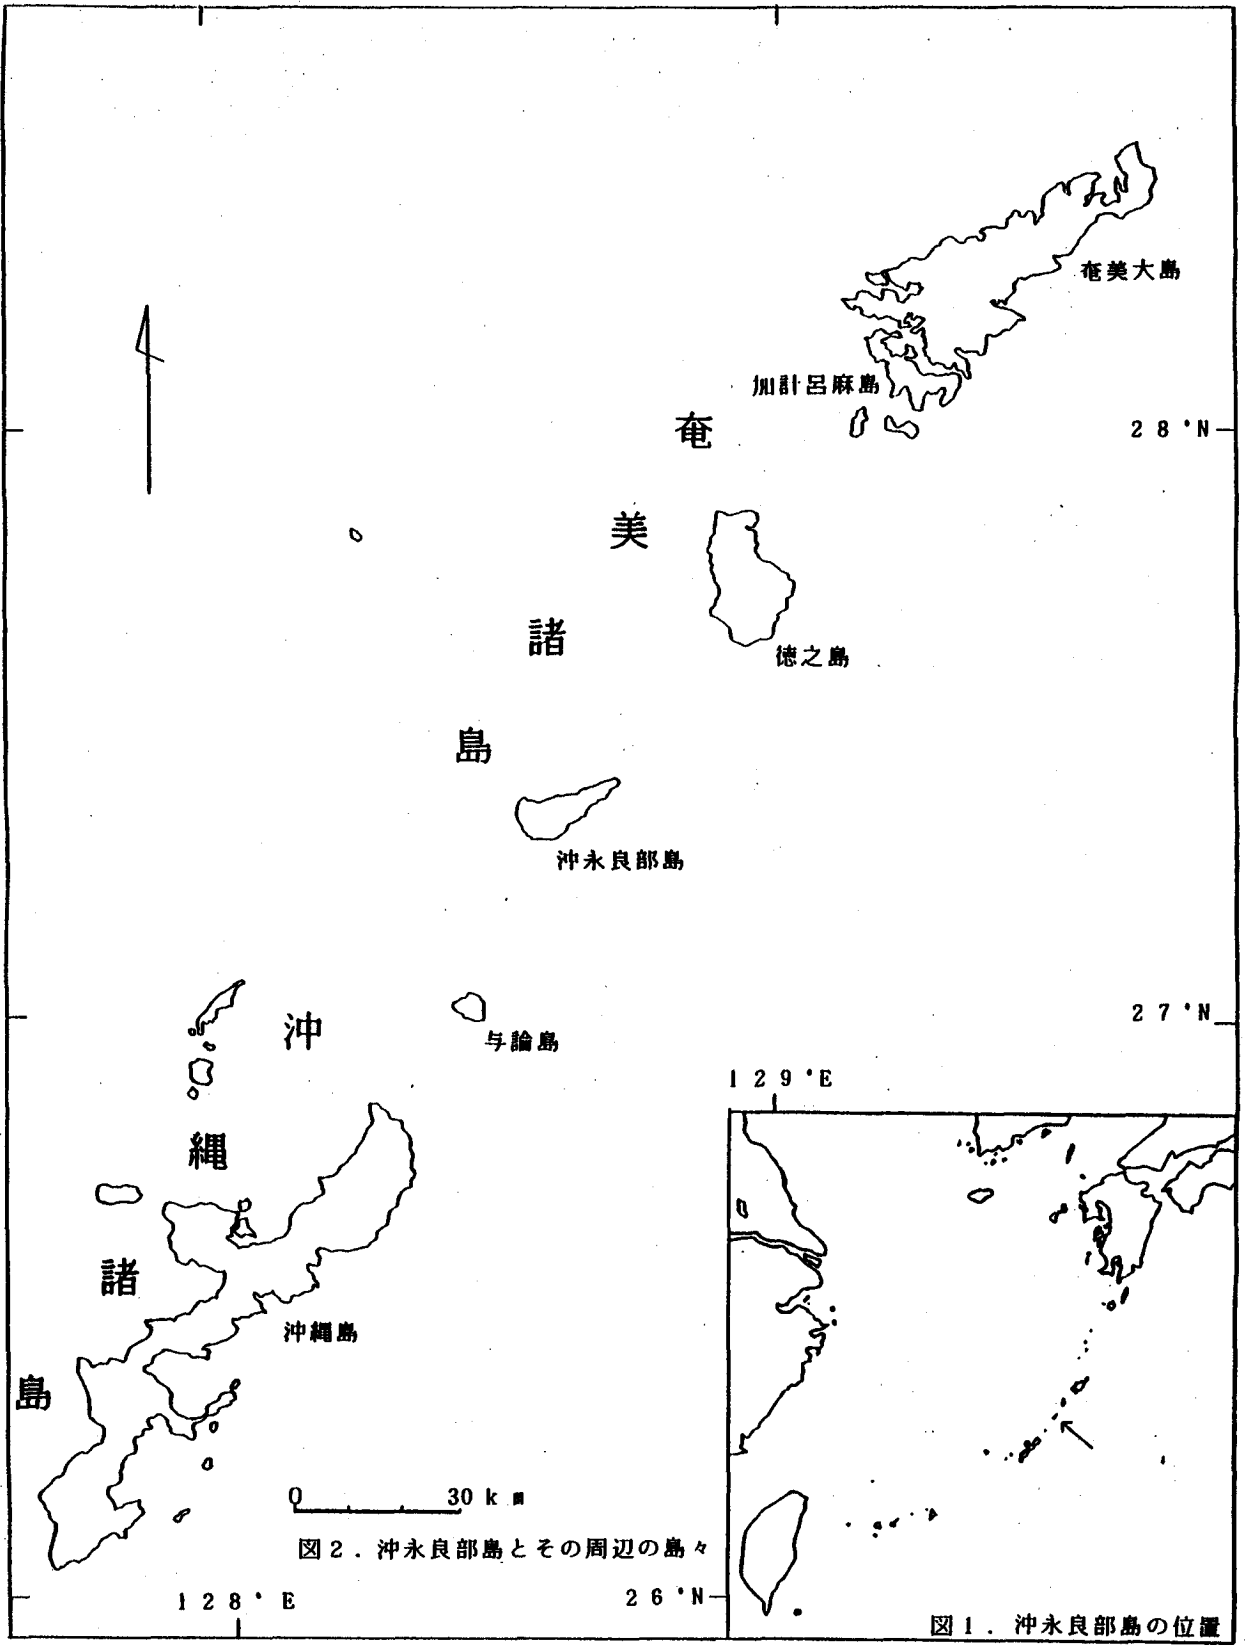 奄美大島
加計呂麻島
奄美諸島
28°N
徳之島
沖永良部島
27°N
与論島
沖縄諸島
129°E
沖縄島
0 30km
図2.沖永良部島とその周辺の島々
128°E
26°N
図1.沖永良部島の位置